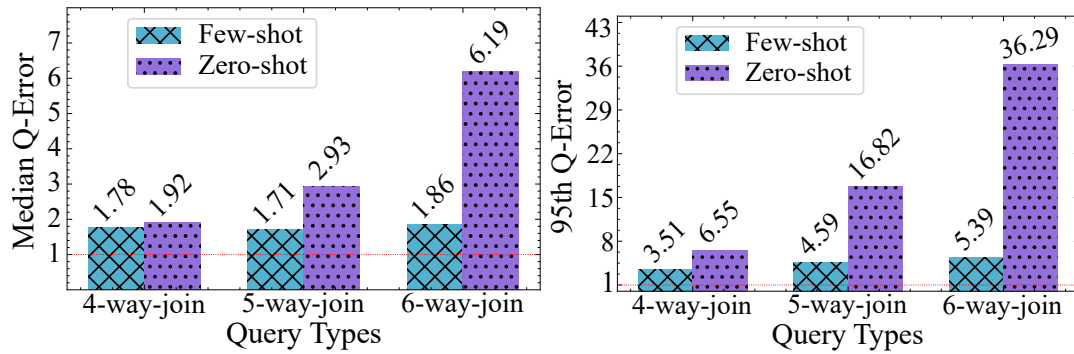 Median Q-Error
7
6
5
4
3
2
1
Few-shot
Zero-shot
1.78
1.92
1.71
2.93
1.86
6.19
4-way-join
5-way-join
6-way-join
Query Types
95th Q-Error
43
36
29
22
15
8
1
Few-shot
Zero-shot
3.51
6.55
4.59
16.82
5.39
36.29
4-way-join
5-way-join
6-way-join
Query Types